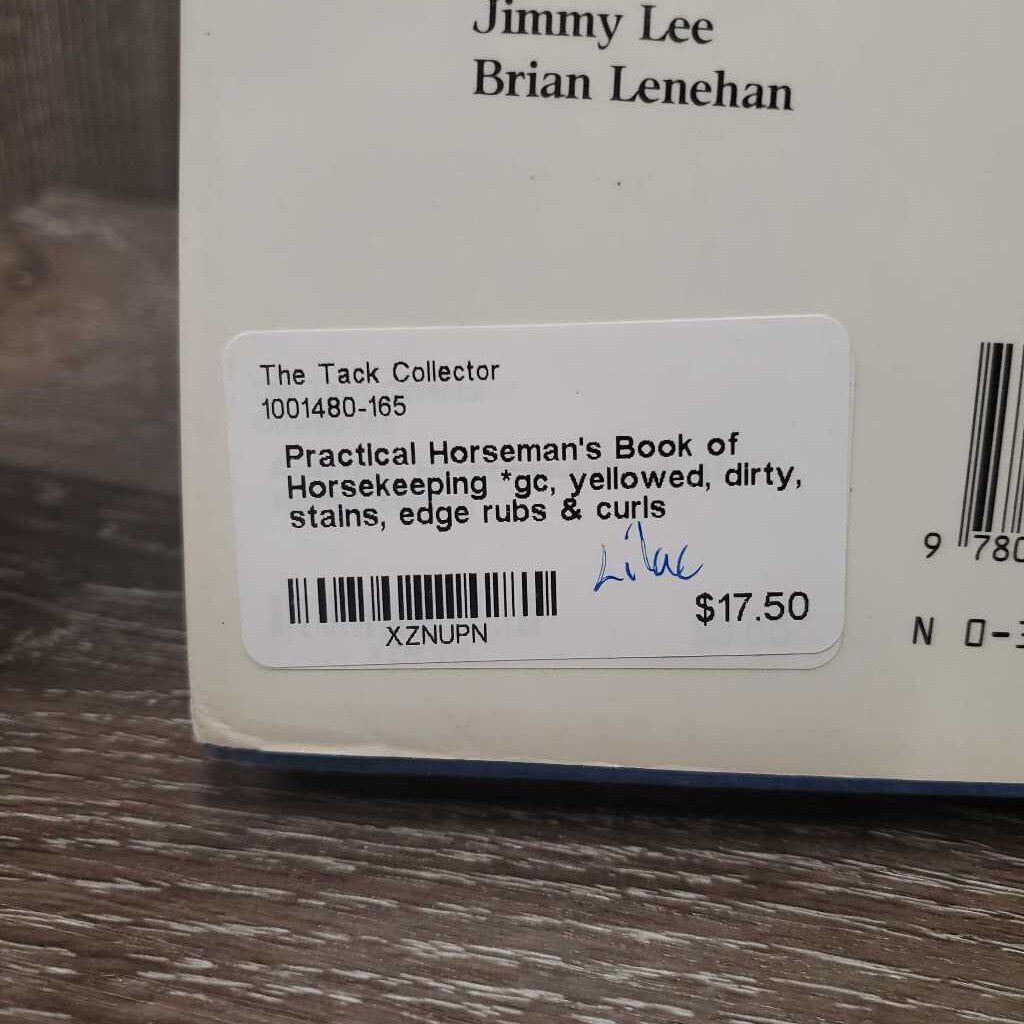 Jimmy Lee
Brian Lenehan
The Tack Collector
1001480-165
Practical Horseman's Book of
Horsekeeping *gc, yellowed, dirty,
stains, edge rubs & curls
Lilac
$17.50
XZNUPN
9 780
N 0-3